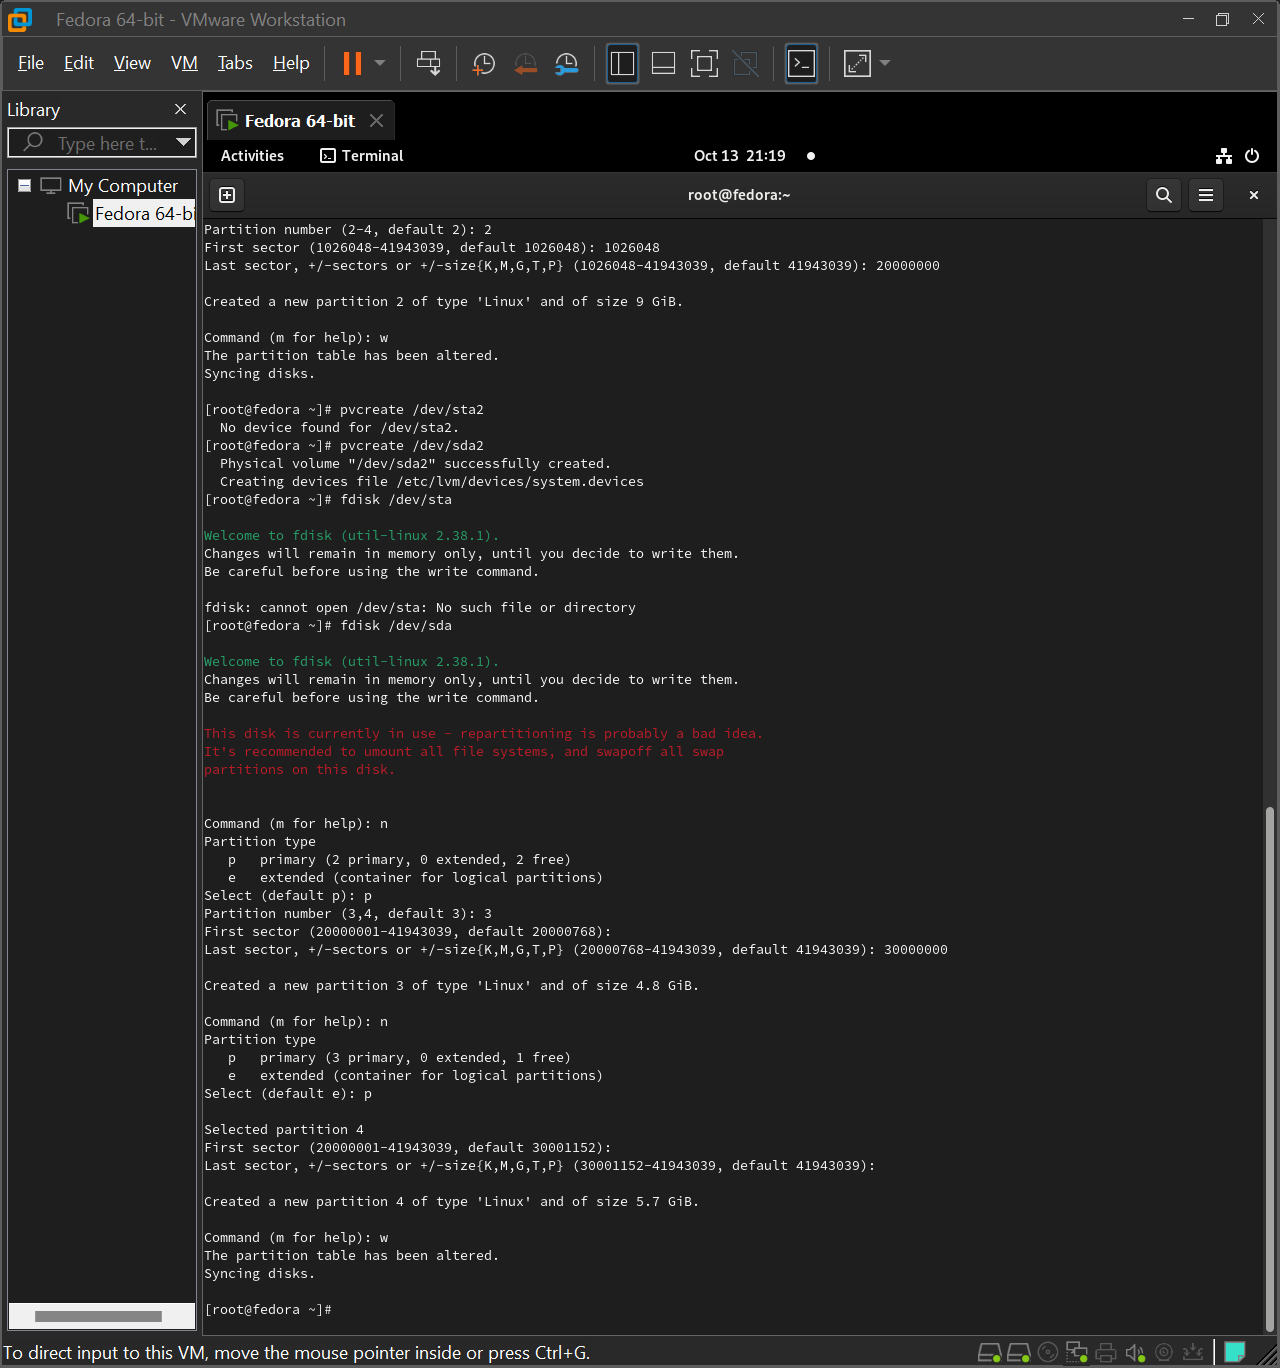 Fedora 64-bit - VMware Workstation
File Edit View VM Tabs Help
Library
Type here t...
My Computer
Fedora 64-bi
Fedora 64-bit
Activities Terminal Oct 13 21:19
root@fedora:~
Partition number (2-4, default 2): 2
First sector (1026048-41943039, default 1026048): 1026048
Last sector, +/-sectors or +/-size{K,M,G,T,P} (1026048-41943039, default 41943039): 20000000
Created a new partition 2 of type 'Linux' and of size 9 GiB.
Command (m for help): w
The partition table has been altered.
Syncing disks.
[root@fedora ~]# pvcreate /dev/sta2
No device found for /dev/sta2.
[root@fedora ~]# pvcreate /dev/sda2
Physical volume "/dev/sda2" successfully created.
Creating devices file /etc/lvm/devices/system.devices
[root@fedora ~]# fdisk /dev/sta
Welcome to fdisk (util-linux 2.38.1).
Changes will remain in memory only, until you decide to write them.
Be careful before using the write command.
fdisk: cannot open /dev/sta: No such file or directory
[root@fedora ~]# fdisk /dev/sda
Welcome to fdisk (util-linux 2.38.1).
Changes will remain in memory only, until you decide to write them.
Be careful before using the write command.
This disk is currently in use - repartitioning is probably a bad idea.
It's recommended to umount all file systems, and swapoff all swap
partitions on this disk.
Command (m for help): n
Partition type
p primary (2 primary, 0 extended, 2 free)
e extended (container for logical partitions)
Select (default p): p
Partition number (3,4, default 3): 3
First sector (20000001-41943039, default 20000768):
Last sector, +/-sectors or +/-size{K,M,G,T,P} (20000768-41943039, default 41943039): 30000000
Created a new partition 3 of type 'Linux' and of size 4.8 GiB.
Command (m for help): n
Partition type
p primary (3 primary, 0 extended, 1 free)
e extended (container for logical partitions)
Select (default e): p
Selected partition 4
First sector (20000001-41943039, default 30001152):
Last sector, +/-sectors or +/-size{K,M,G,T,P} (30001152-41943039, default 41943039):
Created a new partition 4 of type 'Linux' and of size 5.7 GiB.
Command (m for help): w
The partition table has been altered.
Syncing disks.
[root@fedora ~]#
To direct input to this VM, move the mouse pointer inside or press Ctrl+G.